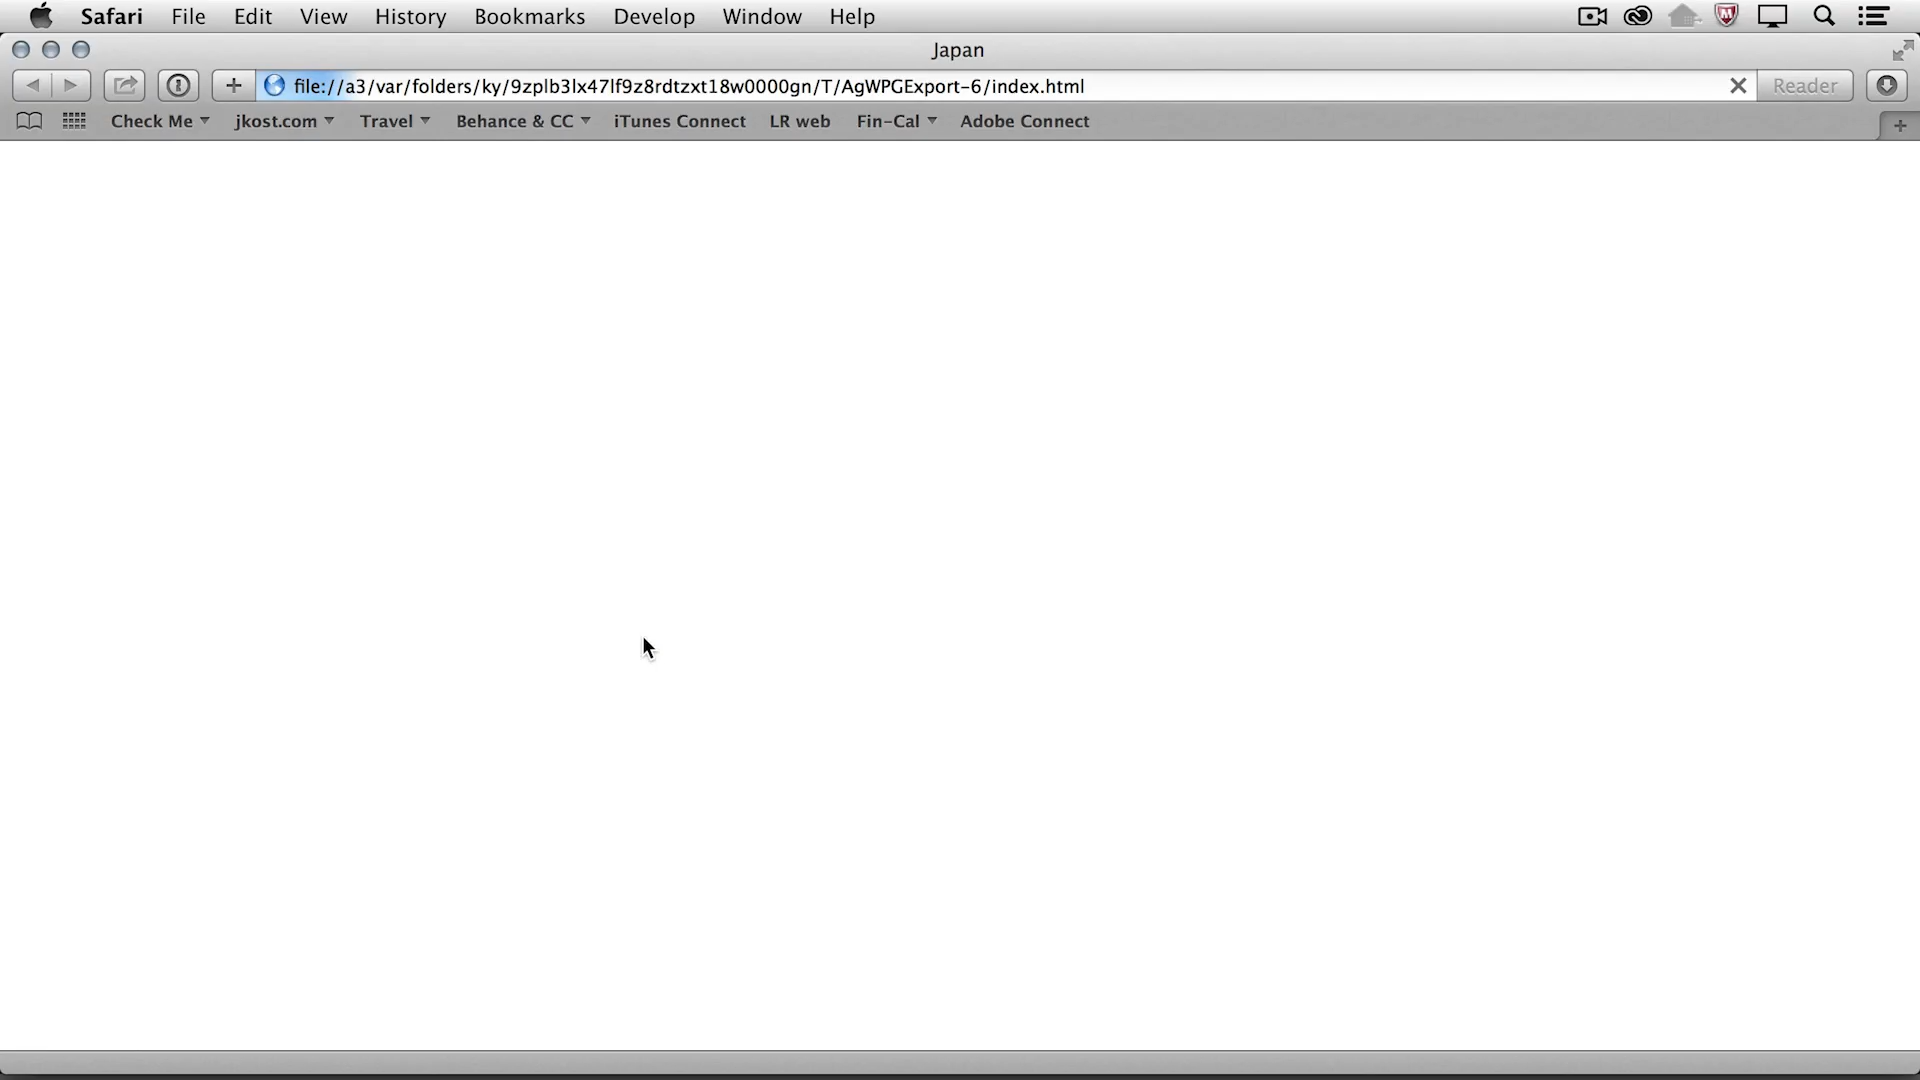 Safari File Edit View History Bookmarks Develop Window Help
Japan
file://a3/var/folders/ky/9zplb3lx47lf9z8rdtzxt18w0000gn/T/AgWPGExport-6/index.html Reader
Check Me jkost.com Travel Behance & CC iTunes Connect LR web Fin-Cal Adobe Connect